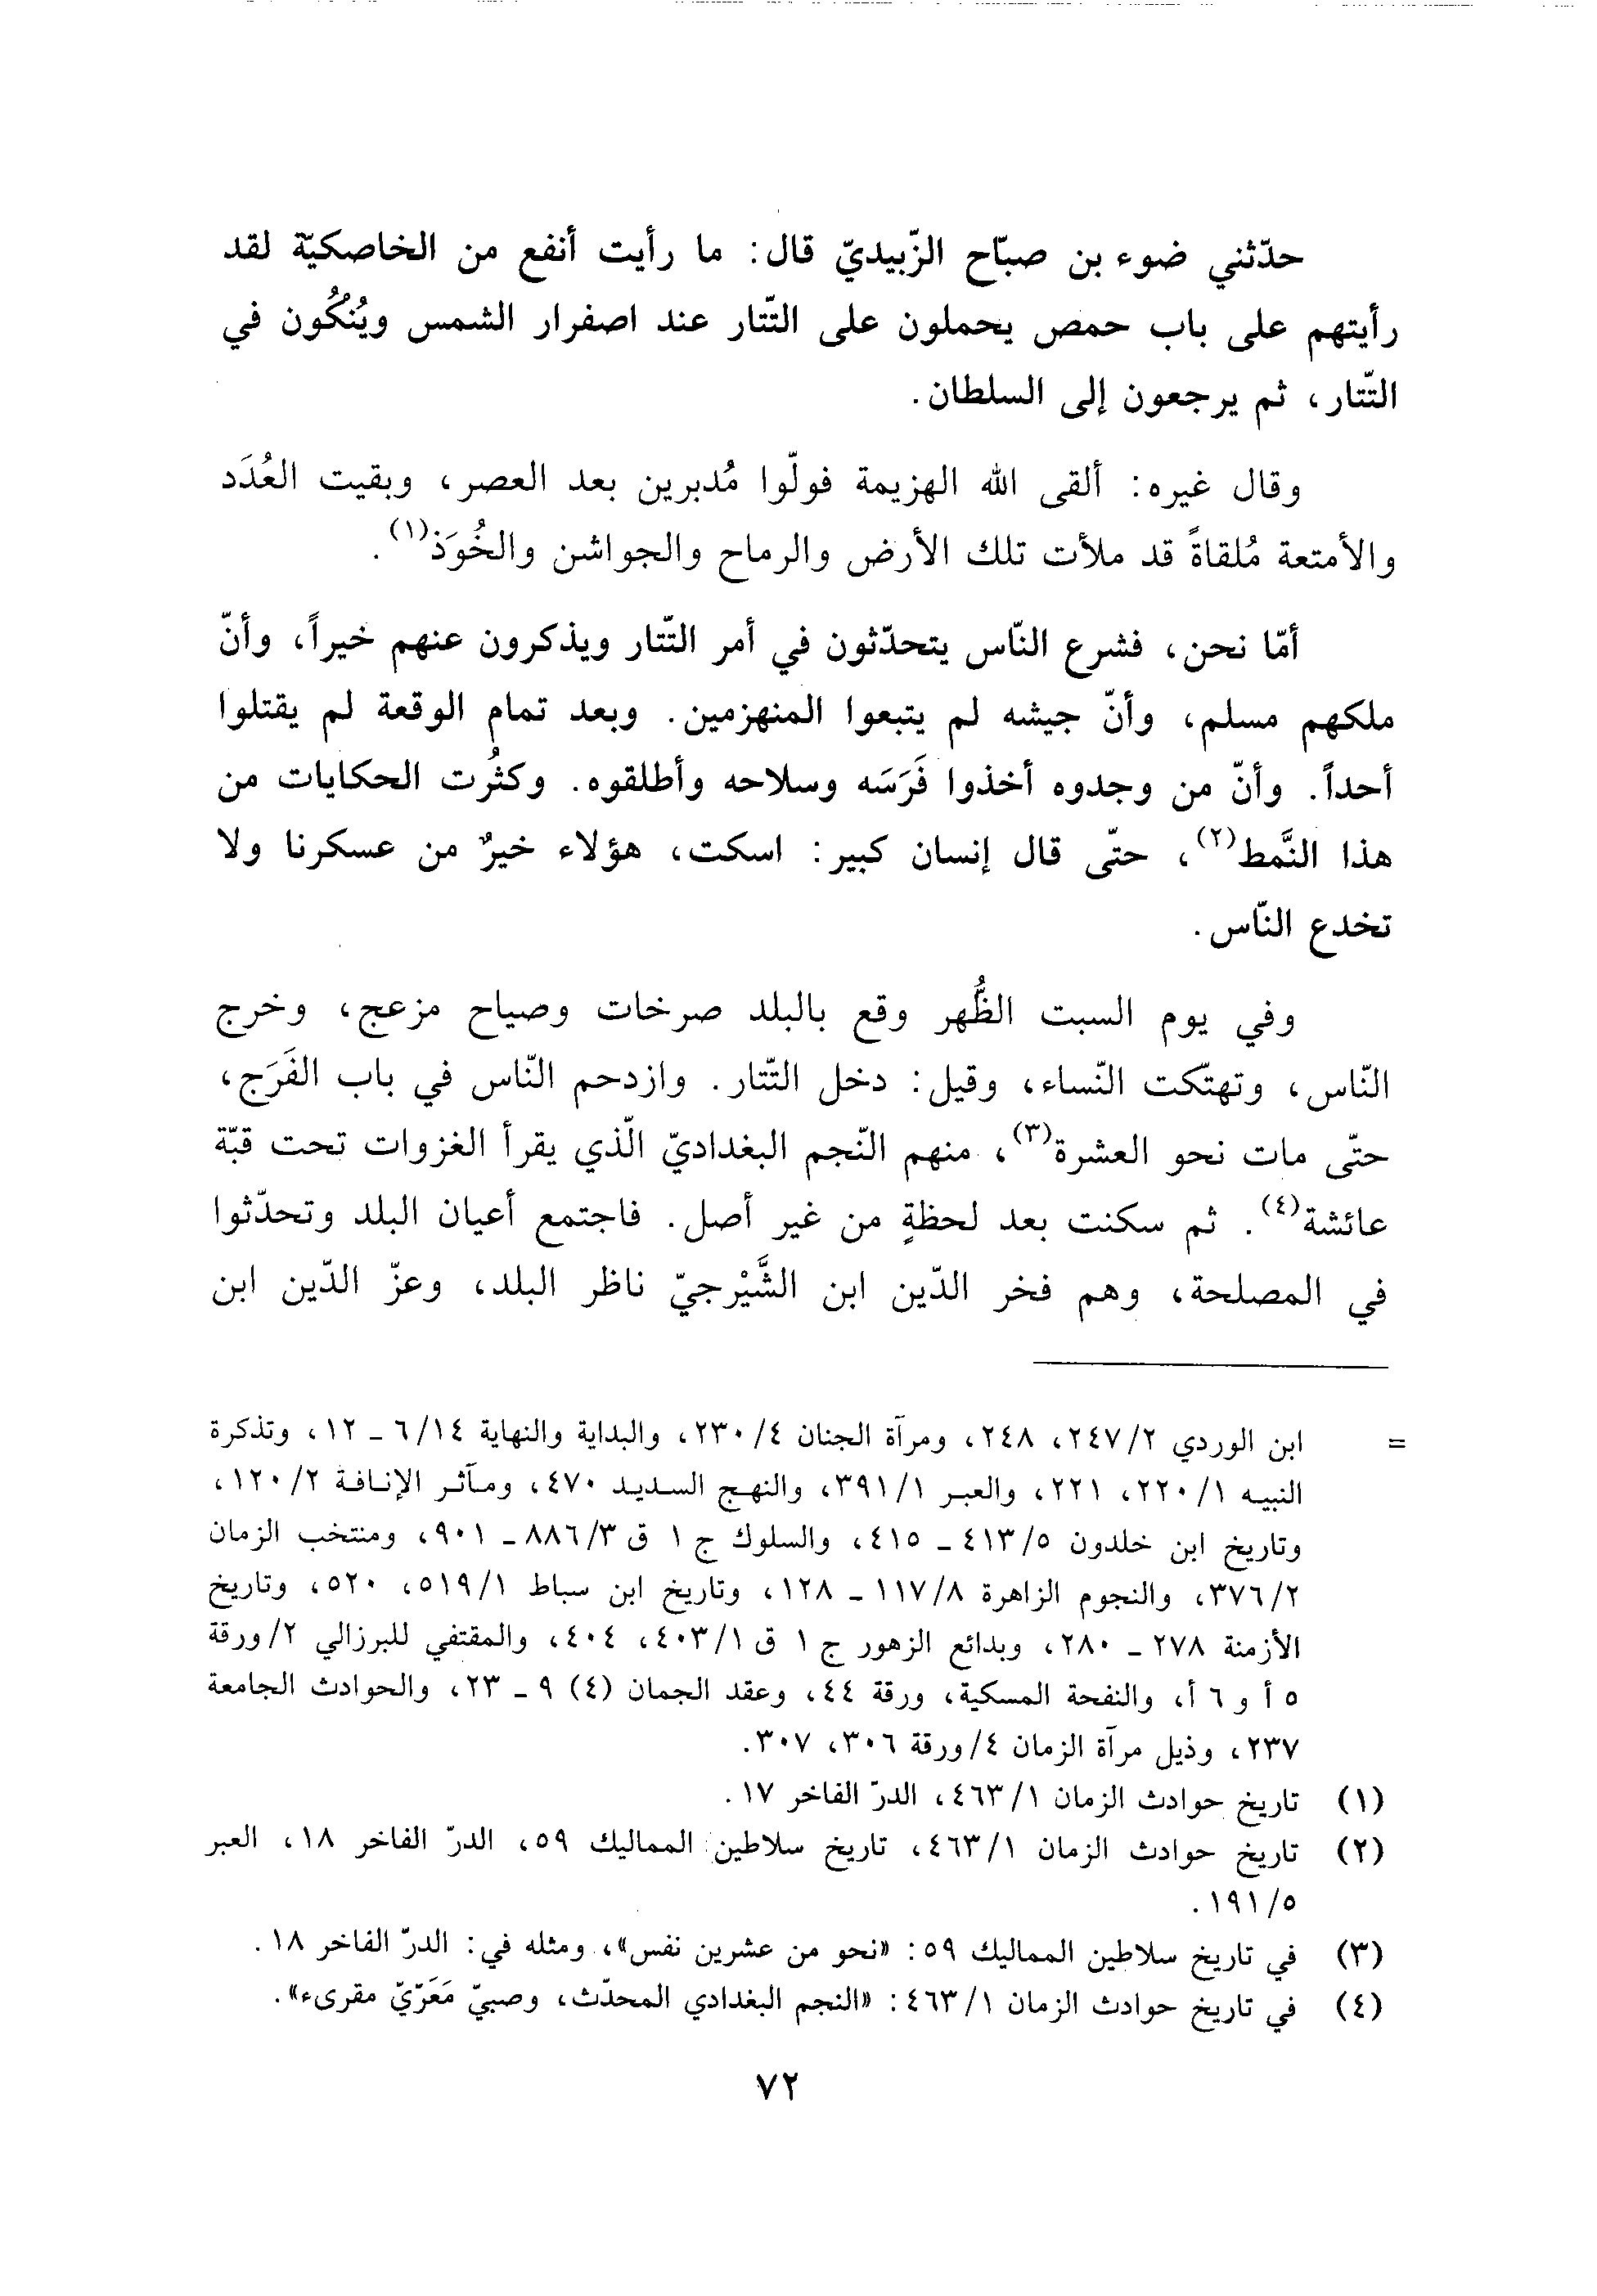 حدّثني ضوء بن صبّاح الزّبيديّ قال: ما رأيت أنفع من الخاصكيّة لقد
رأيتهم على باب حمص يحملون على التّتار عند اصفرار الشمس ويُنْكُون في
التّتار، ثم يرجعون إلى السلطان.
وقال غيره: ألقى الله الهزيمة فولّوا مُدبرين بعد العصر، وبقيت العُدَد
والأمتعة مُلقاةً قد ملأت تلك الأرض والرماح والجواشن والخُوَذ(١).
أمّا نحن، فشرع النّاس يتحدّثون في أمر التّتار ويذكرون عنهم خيراً، وأنّ
ملكهم مسلم، وأنّ جيشه لم يتبعوا المنهزمين. وبعد تمام الوقعة لم يقتلوا
أحداً. وأنّ من وجدوه أخذوا فَرَسَه وسلاحه وأطلقوه. وكثُرت الحكايات من
هذا النَّمط(٢)، حتّى قال إنسان كبير: اسكت، هؤلاء خيرٌ من عسكرنا ولا
تخدع النّاس.
وفي يوم السبت الظُّهر وقع بالبلد صرخات وصياح مزعج، وخرج
النّاس، وتهتّكت النّساء، وقيل: دخل التّتار. وازدحم النّاس في باب الفَرَج،
حتّى مات نحو العشرة(٣)، منهم النّجم البغداديّ الّذي يقرأ الغزوات تحت قبّة
عائشة(٤). ثم سكنت بعد لحظةٍ من غير أصل. فاجتمع أعيان البلد وتحدّثوا
في المصلحة، وهم فخر الدّين ابن الشَّيْرجيّ ناظر البلد، وعزّ الدّين ابن
= ابن الوردي ٢/٢٤٧، ٢٤٨، ومرآة الجنان ٤/٢٣٠، والبداية والنهاية ١٤/٦ ـ ١٢، وتذكرة
النبيه ١/٢٢٠، ٢٢١، والعبر ١/٣٩١، والنهج السديد ٤٧٠، ومآثر الإنافة ٢/١٢٠،
وتاريخ ابن خلدون ٥/٤١٣ ـ ٤١٥، والسلوك ج ١ ق ٣/٨٨٦ ـ ٩٠١، ومنتخب الزمان
٢/٣٧٦، والنجوم الزاهرة ٨/١١٧ ـ ١٢٨، وتاريخ ابن سباط ١/٥١٩، ٥٢٠، وتاريخ
الأزمنة ٢٧٨ ـ ٢٨٠، وبدائع الزهور ج ١ ق ١/٤٠٣، ٤٠٤، والمقتفي للبرزالي ٢/ورقة
٥ أ و ٦ أ، والنفحة المسكية، ورقة ٤٤، وعقد الجمان (٤) ٩ ـ ٢٣، والحوادث الجامعة
٢٣٧، وذيل مرآة الزمان ٤/ورقة ٣٠٦، ٣٠٧.
(١) تاريخ حوادث الزمان ١/٤٦٣، الدرّ الفاخر ١٧.
(٢) تاريخ حوادث الزمان ١/٤٦٣، تاريخ سلاطين المماليك ٥٩، الدرّ الفاخر ١٨، العبر
٥/١٩١.
(٣) في تاريخ سلاطين المماليك ٥٩: «نحو من عشرين نفس»، ومثله في: الدرّ الفاخر ١٨.
(٤) في تاريخ حوادث الزمان ١/٤٦٣: «النجم البغدادي المحدّث، وصبيّ مَعَرّيّ مقرىء».
٧٢